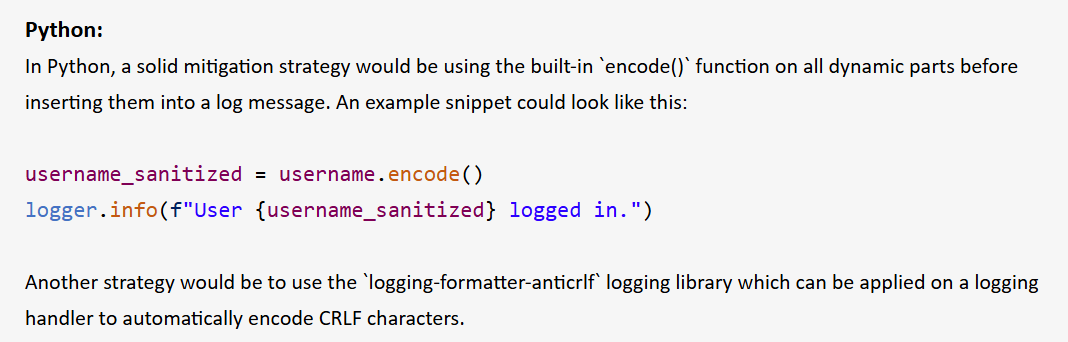 Python:
In Python, a solid mitigation strategy would be using the built-in `encode()` function on all dynamic parts before
inserting them into a log message. An example snippet could look like this:
username_sanitized = username.encode()
logger.info(f"User {username_sanitized} logged in.")
Another strategy would be to use the `logging-formatter-anticrlf` logging library which can be applied on a logging
handler to automatically encode CRLF characters.